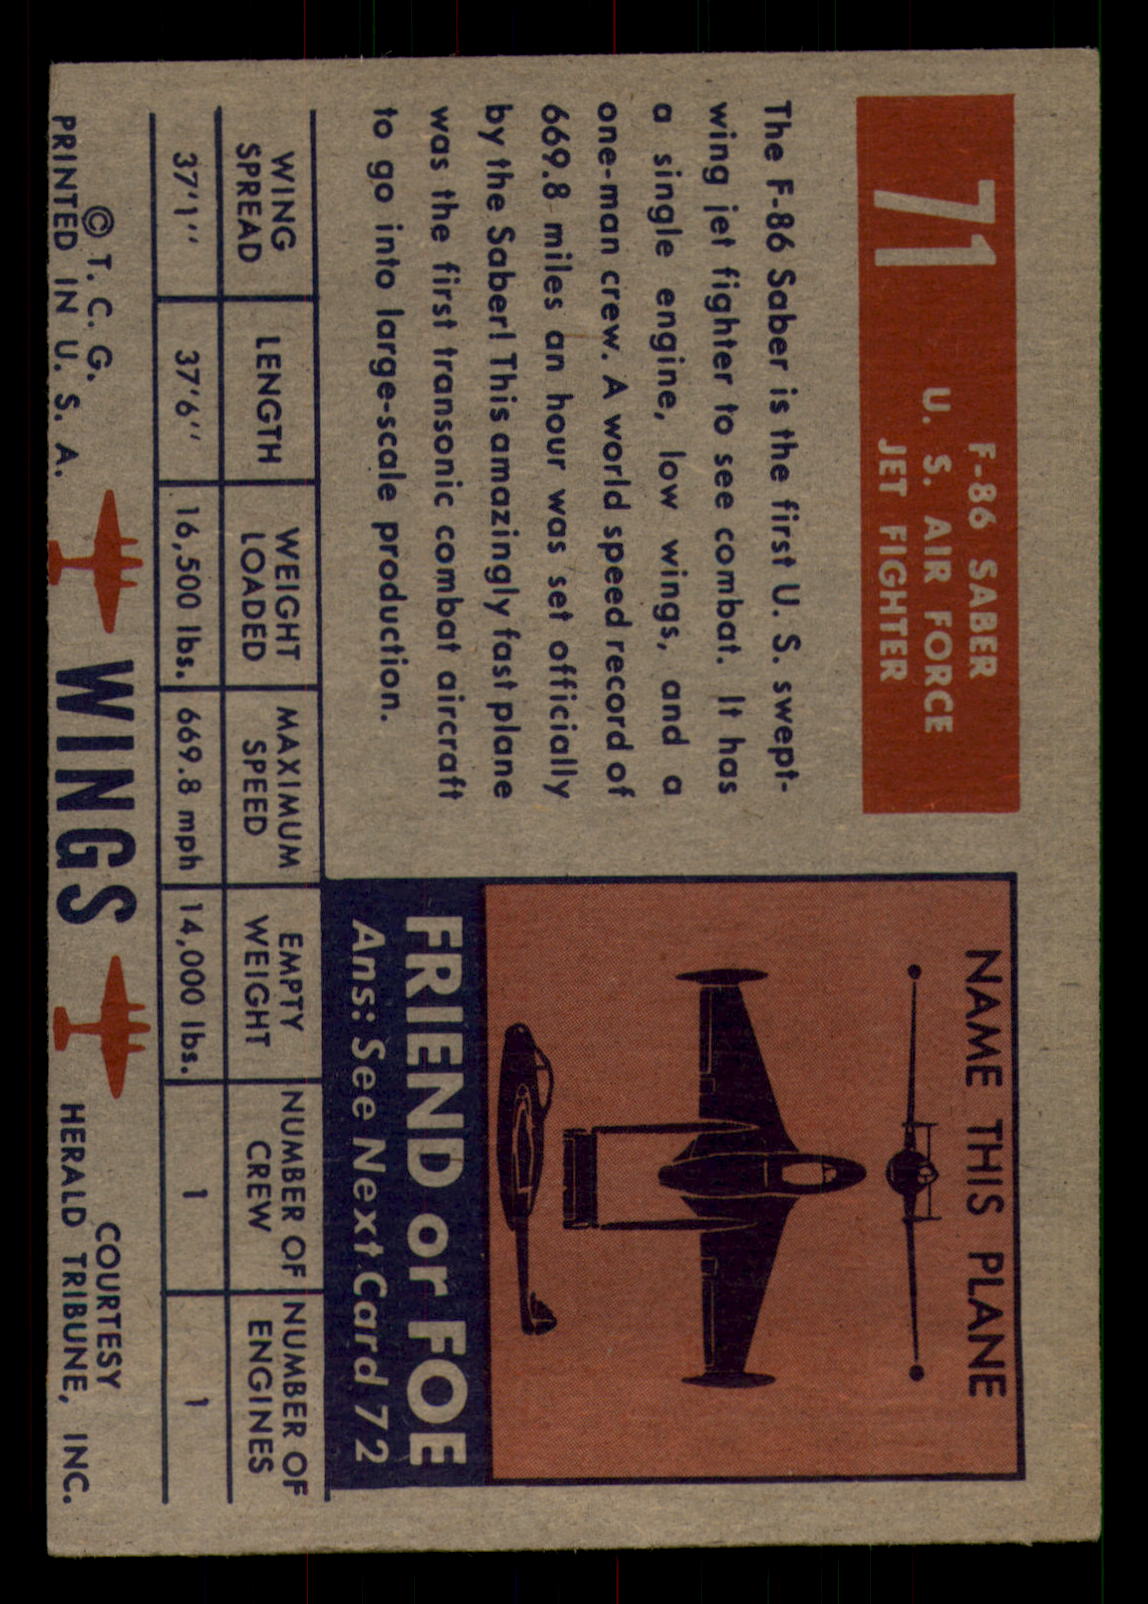 71
F-86 SABER
U. S. AIR FORCE
JET FIGHTER
The F-86 Saber is the first U. S. swept-
wing jet fighter to see combat. It has
a single engine, low wings, and a
one-man crew. A world speed record of
669.8 miles an hour was set officially
by the Saber! This amazingly fast plane
was the first transonic combat aircraft
to go into large-scale production.
NAME THIS PLANE
FRIEND or FOE
Ans: See Next Card 72
WING SPREAD
LENGTH
WEIGHT LOADED
MAXIMUM SPEED
EMPTY WEIGHT
NUMBER OF CREW
NUMBER OF ENGINES
37'1''
37'6''
16,500 lbs.
669.8 mph
14,000 lbs.
1
1
© T. C. G.
PRINTED IN U. S. A.
WINGS
COURTESY
HERALD TRIBUNE, INC.